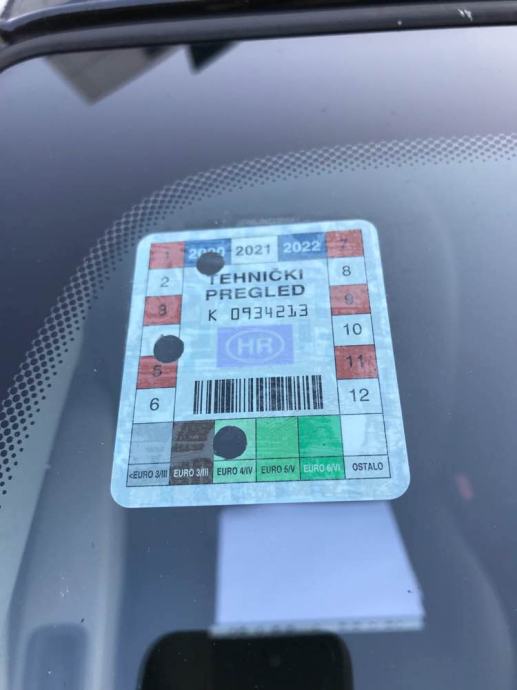 1 2020 2021 2022 7
2 TEHNIČKI 8
3 PREGLED 9
K 0934213
HR 10
5 11
6 12
<EURO 3/III EURO 3/III EURO 4/IV EURO 5/V EURO 6/VI OSTALO